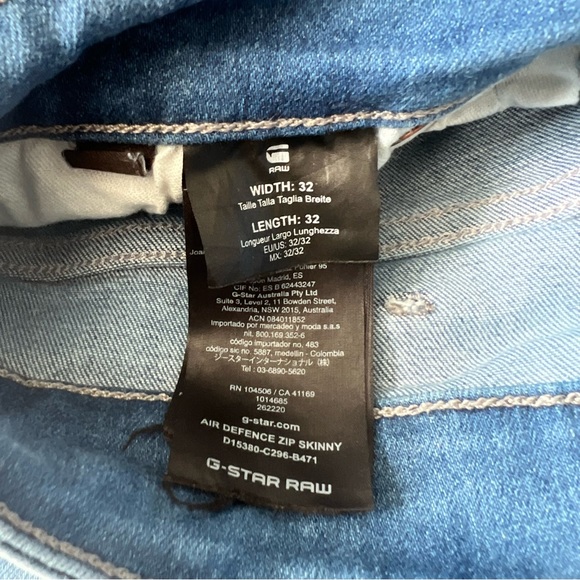 RAW
WIDTH: 32
Taille Talla Taglia Breite
LENGTH: 32
Longueur Largo Lunghezza
EU/US: 32/32
MX: 32/32
95
Madrid, ES
CIF No: ES B 62443247
G-Star Australia Pty Ltd
Suite 3, Level 2, 11 Bowden Street,
Alexandria, NSW 2015, Australia
ACN 084011852
Importado por mercadeo y moda s.a.s
nit. 800.169.352-6
código importador no. 483
código sic no. 5887, medellin - Colombia
ジースターインターナショナル(株)
Tel : 03-6890-5620
RN 104506 / CA 41169
1014685
262220
g-star.com
AIR DEFENCE ZIP SKINNY
D15380-C296-B471
G-STAR RAW